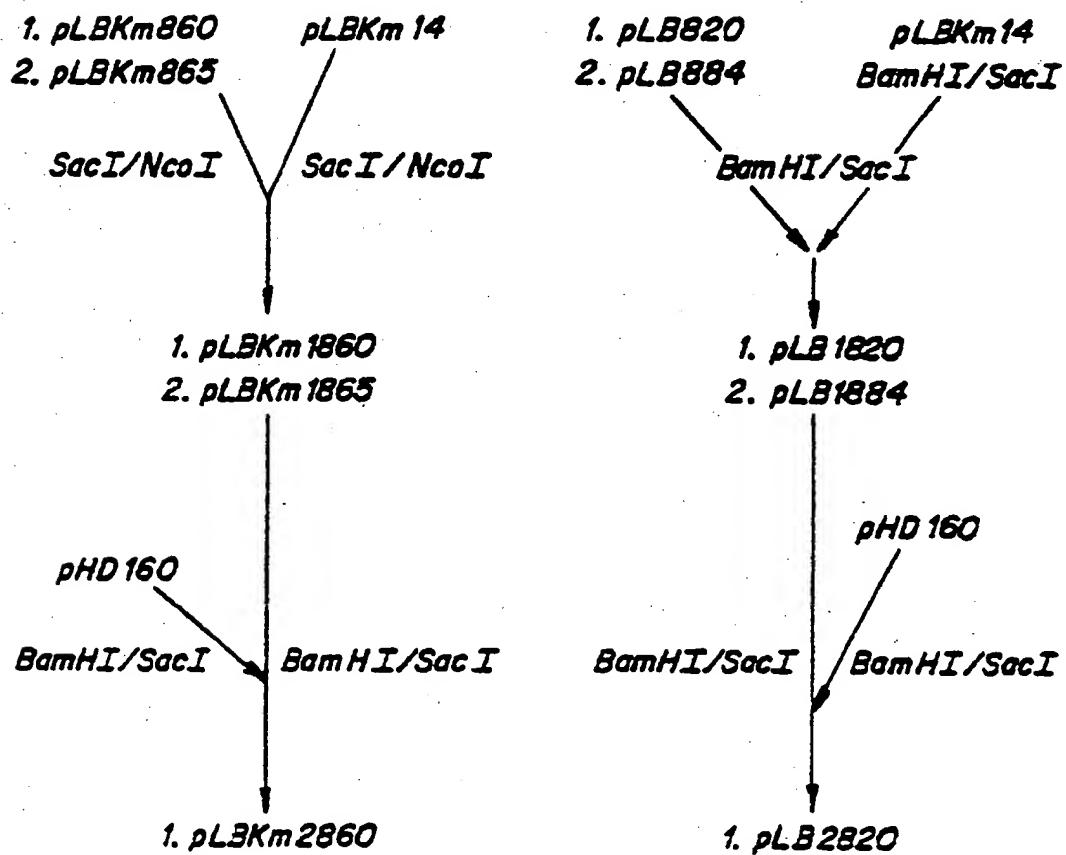 1. pLBKm860
2. pLBKm865
pLBKm14
SacI/NcoI
SacI/NcoI
1. pLBKm1860
2. pLBKm1865
pHD160
BamHI/SacI
BamHI/SacI
1. pLBKm2860
1. pLB820
2. pLB884
pLBKm14
BamHI/SacI
BamHI/SacI
1. pLB1820
2. pLB1884
pHD160
BamHI/SacI
BamHI/SacI
1. pLB2820